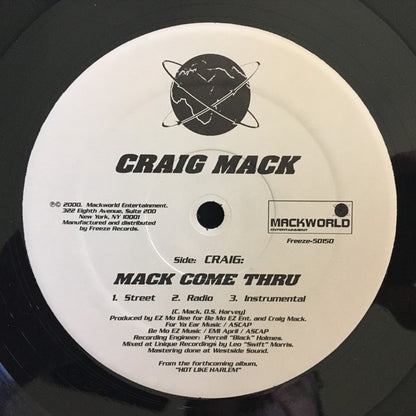 CRAIG MACK
℗© 2000. Mackworld Entertainment.
322 Eighth Avenue, Suite 200
New York, NY 10001
Manufactured and distributed
by Freeze Records.
MACKWORLD
ENTERTAINMENT
Freeze-50150
Side: CRAIG:
MACK COME THRU
1. Street 2. Radio 3. Instrumental
(C. Mack, O.S. Harvey)
Produced by EZ Mo Bee for Be Mo EZ Ent. and Craig Mack.
For Ya Ear Music / ASCAP
Be Mo EZ Music / EMI April / ASCAP
Recording Engineer: Percell "Black" Holmes.
Mixed at Unique Recordings by Leo "Swift" Morris.
Mastering done at Westside Sound.
From the forthcoming album,
"HOT LIKE HARLEM"